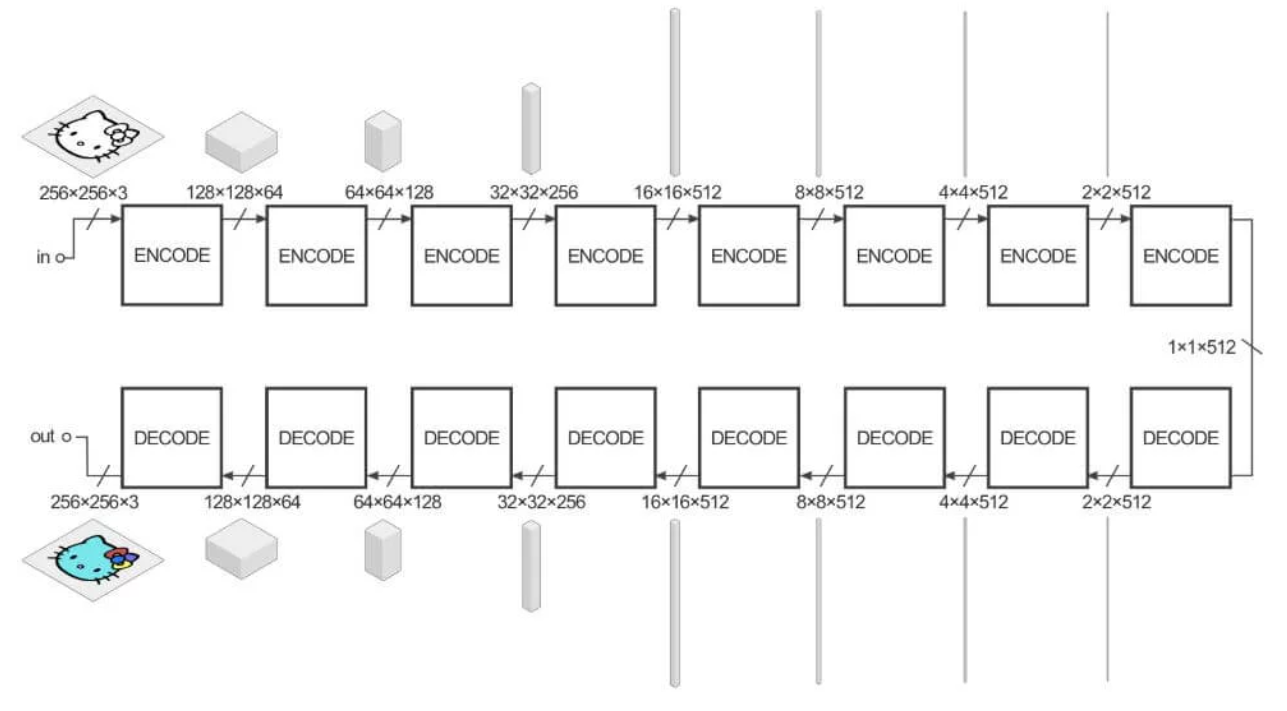 256×256×3 128×128×64 64×64×128 32×32×256 16×16×512 8×8×512 4×4×512 2×2×512
in ENCODE ENCODE ENCODE ENCODE ENCODE ENCODE ENCODE ENCODE
1×1×512
out DECODE DECODE DECODE DECODE DECODE DECODE DECODE DECODE
256×256×3 128×128×64 64×64×128 32×32×256 16×16×512 8×8×512 4×4×512 2×2×512